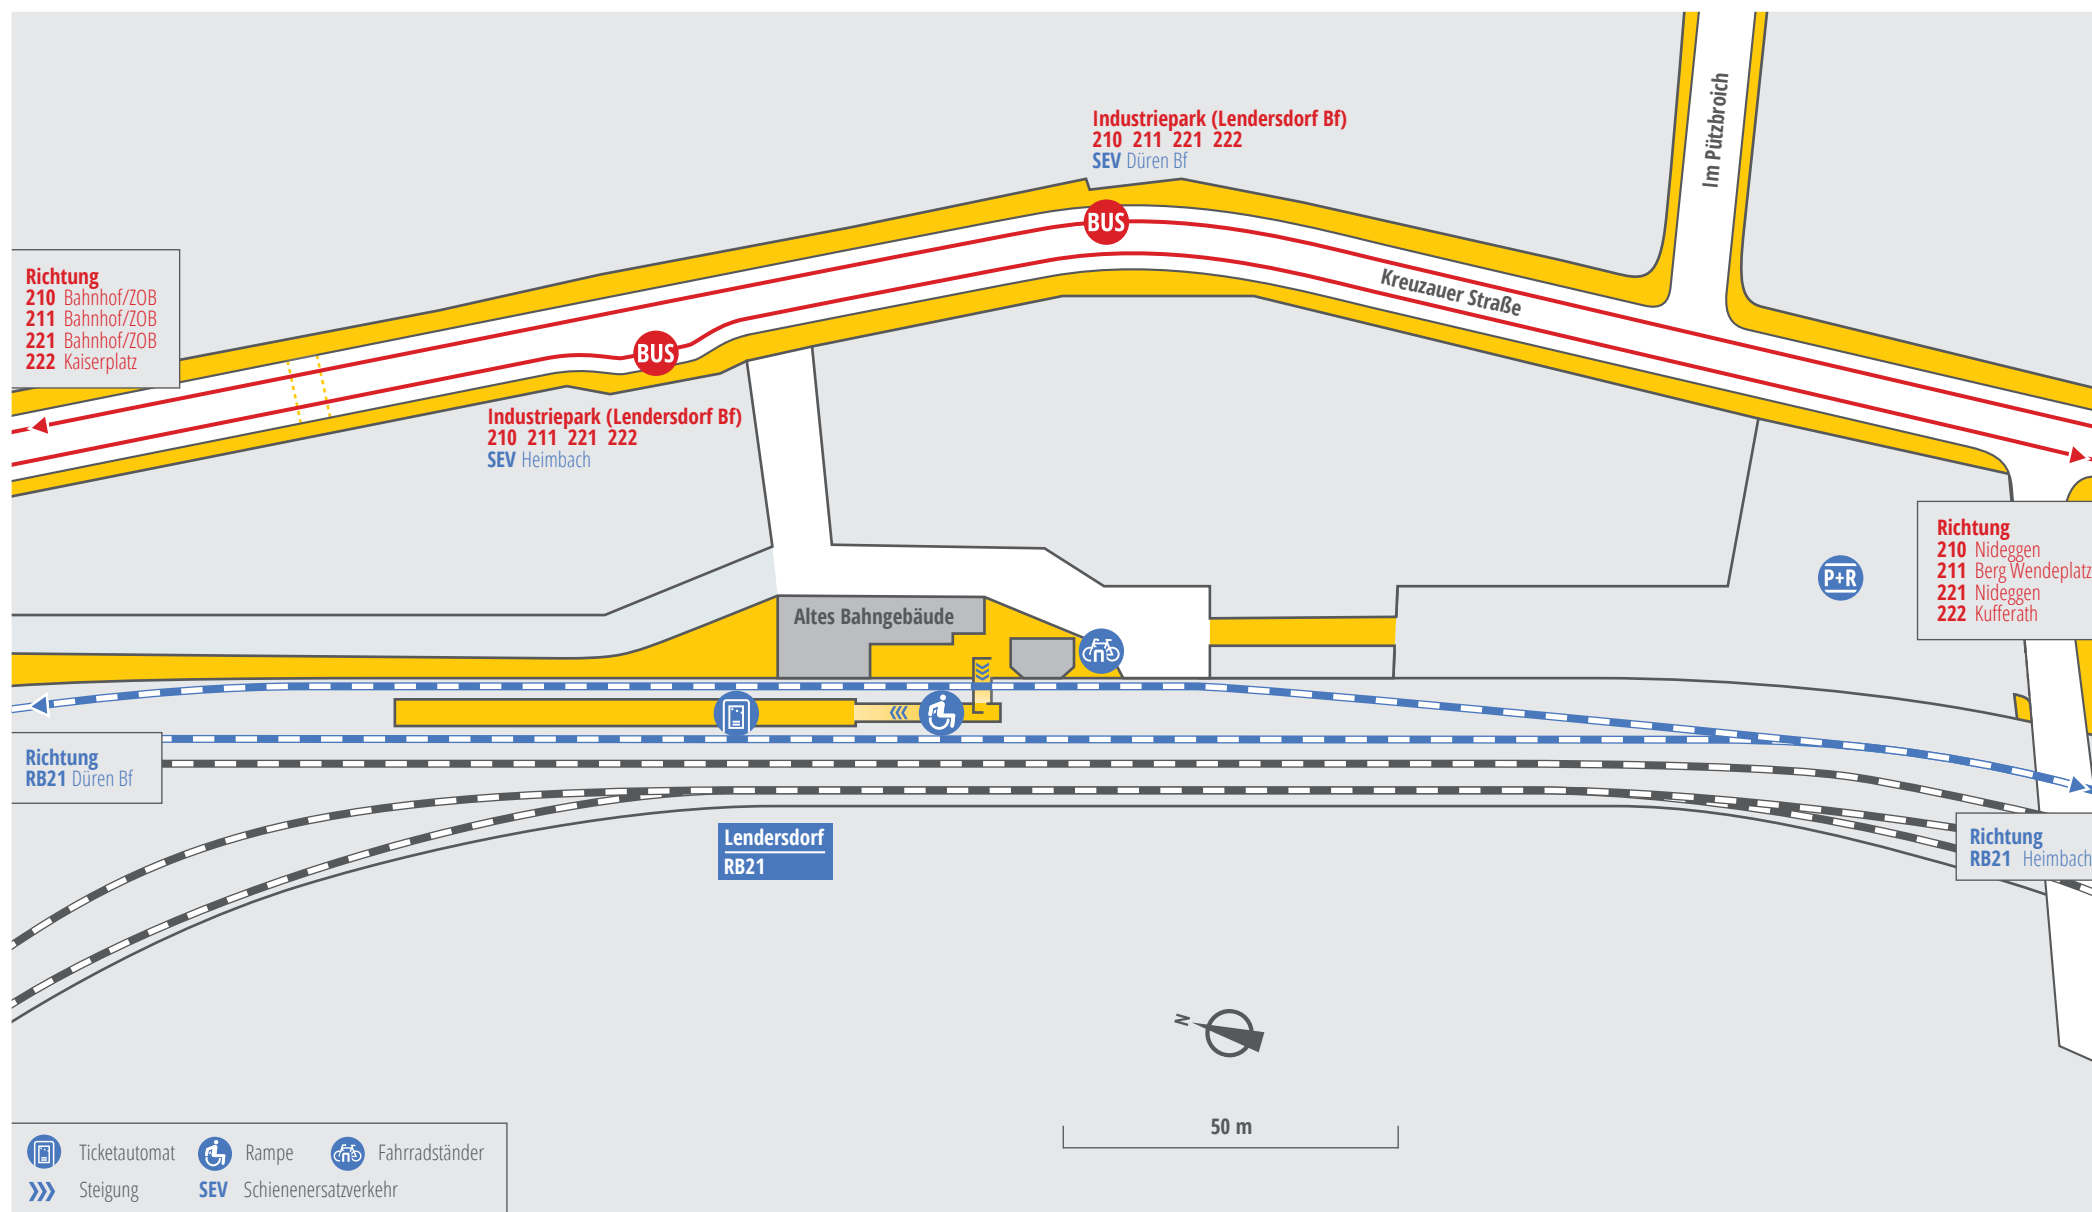 Industriepark (Lendersdorf Bf)
210 211 221 222
SEV Düren Bf
Im Pützbroich
BUS
Kreuzauer Straße
Richtung
210 Bahnhof/ZOB
211 Bahnhof/ZOB
221 Bahnhof/ZOB
222 Kaiserplatz
BUS
Industriepark (Lendersdorf Bf)
210 211 221 222
SEV Heimbach
Richtung
210 Nideggen
211 Berg Wendeplatz
221 Nideggen
222 Kufferath
P+R
Altes Bahngebäude
Richtung
RB21 Düren Bf
Lendersdorf
RB21
Richtung
RB21 Heimbach
N
50 m
Ticketautomat
Rampe
Fahrradständer
Steigung
SEV Schienenersatzverkehr